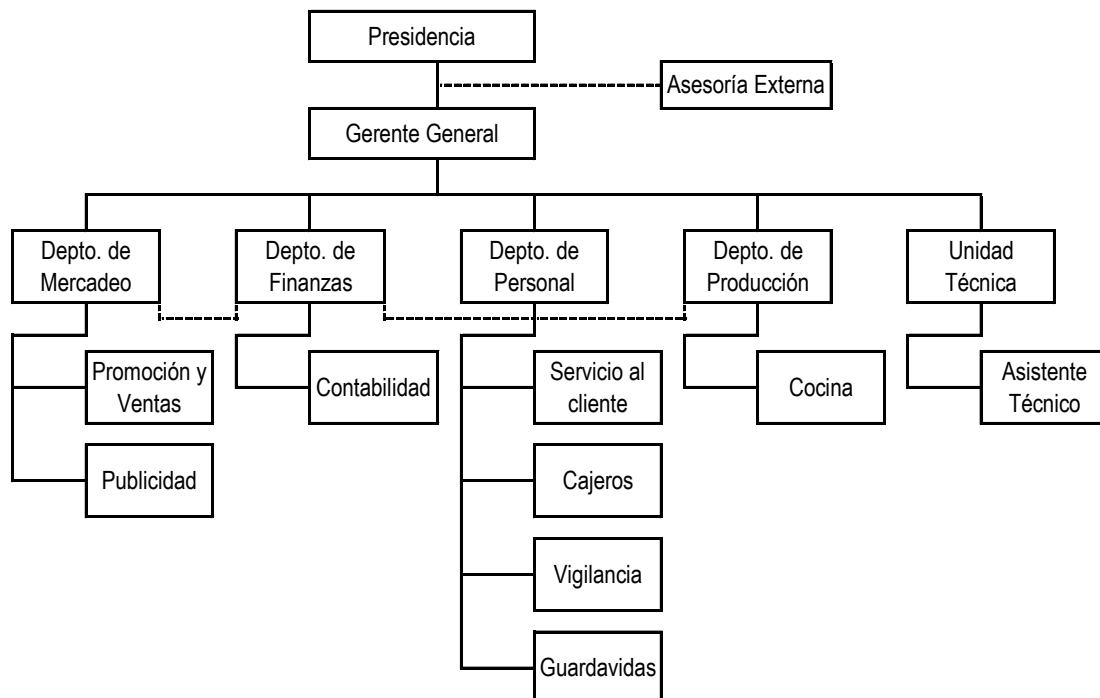 Presidencia
Asesoría Externa
Gerente General
Depto. de
Mercadeo
Depto. de
Finanzas
Depto. de
Personal
Depto. de
Producción
Unidad
Técnica
Promoción y
Ventas
Contabilidad
Servicio al
cliente
Cocina
Asistente
Técnico
Publicidad
Cajeros
Vigilancia
Guardavidas